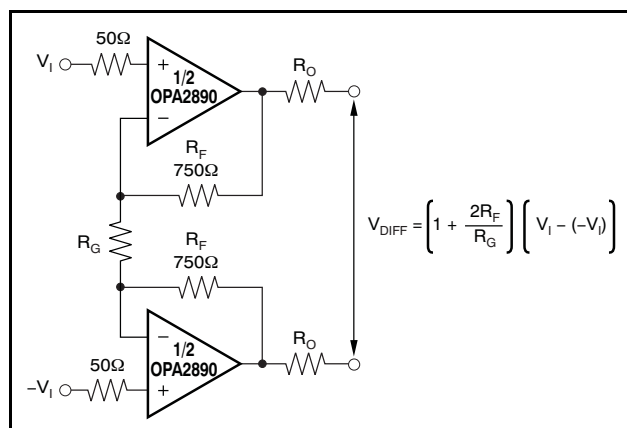 50Ω
V_I
+
1/2
OPA2890
−
R_O
R_F
750Ω
R_G
V_DIFF = (1 + 2R_F/R_G) (V_I – (–V_I))
R_F
750Ω
−
1/2
OPA2890
+
R_O
50Ω
–V_I